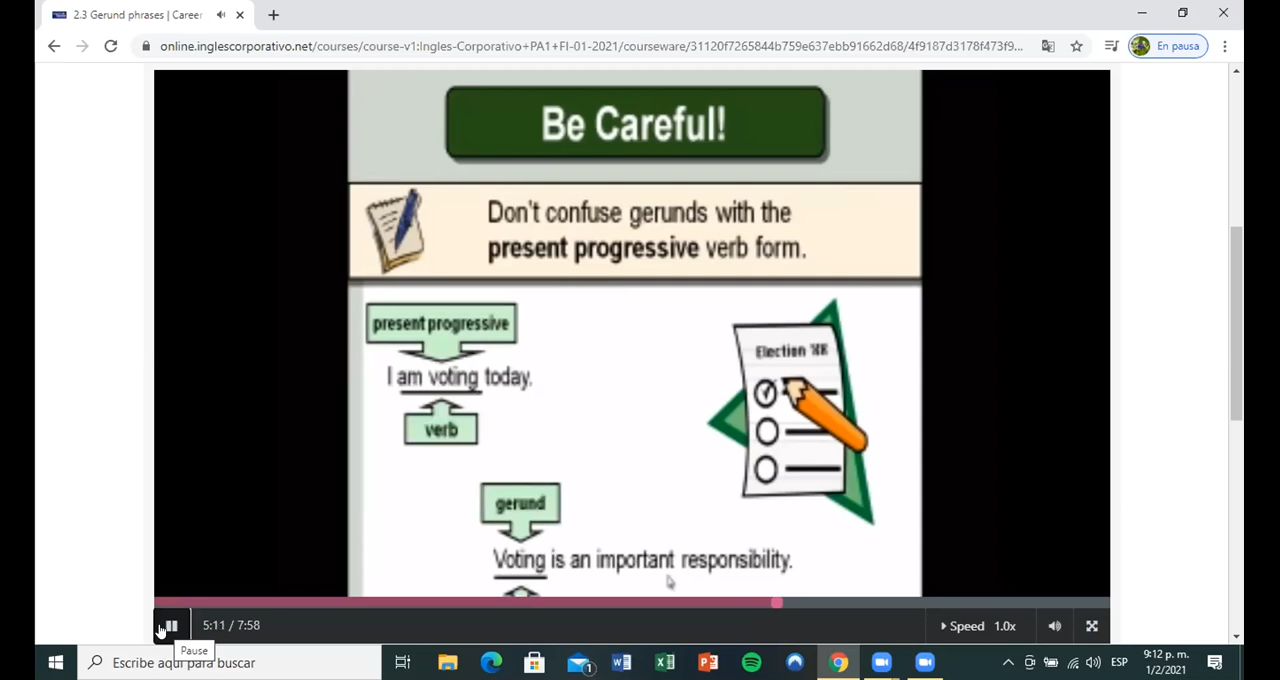 2.3 Gerund phrases | Career
online.inglescorporativo.net/courses/course-v1:Ingles-Corporativo+PA1+FI-01-2021/courseware/31120f7265844b759e637ebb91662d68/4f9187d3178f473f9...
En pausa
Be Careful!
Don't confuse gerunds with the
present progressive verb form.
present progressive
I am voting today.
verb
Election '88
gerund
Voting is an important responsibility.
5:11 / 7:58
Speed 1.0x
Pause
Escribe aquí para buscar
1
ESP
9:12 p. m.
1/2/2021